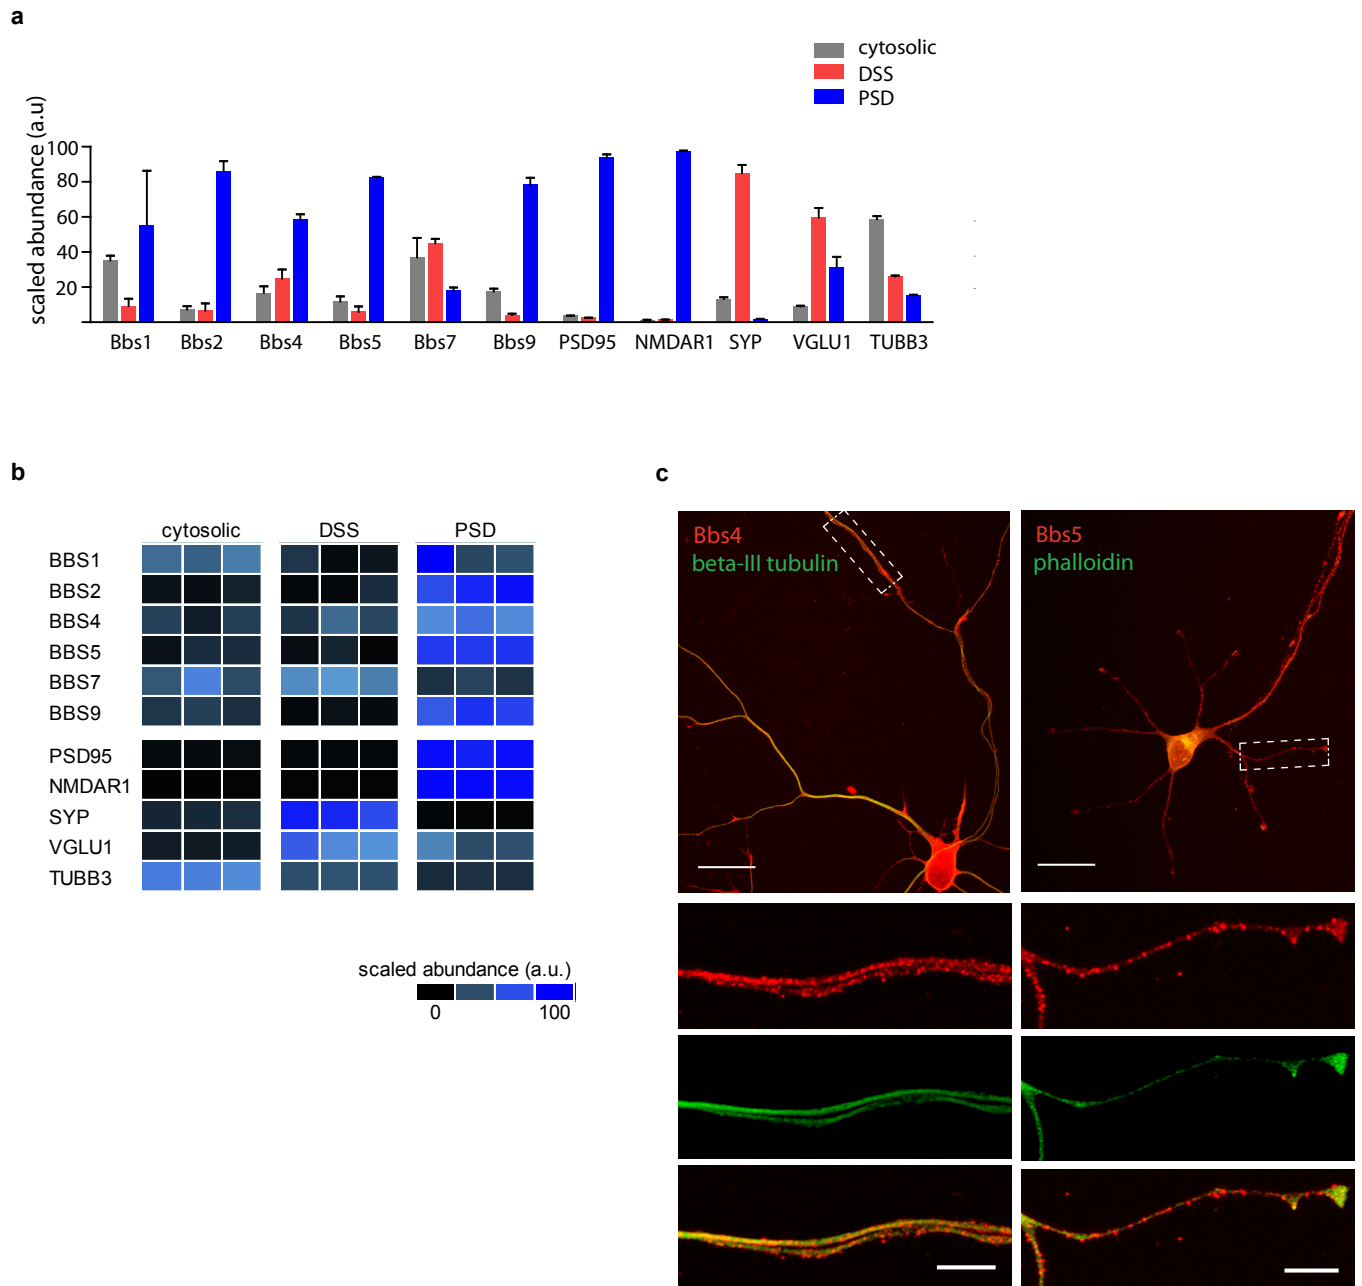 a
cytosolic
DSS
PSD
scaled abundance (a.u)
100
80
60
40
20
Bbs1 Bbs2 Bbs4 Bbs5 Bbs7 Bbs9 PSD95 NMDAR1 SYP VGLU1 TUBB3
b
cytosolic DSS PSD
BBS1
BBS2
BBS4
BBS5
BBS7
BBS9
PSD95
NMDAR1
SYP
VGLU1
TUBB3
scaled abundance (a.u.)
0 100
c
Bbs4
beta-III tubulin
Bbs5
phalloidin